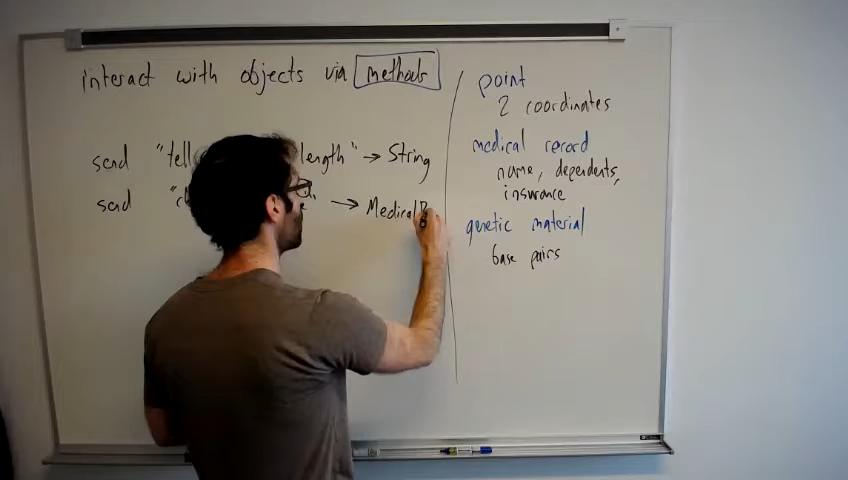 interact with objects via methods
send "tell length" → String
send → Medical
point
2 coordinates
medical record
name, dependents,
insurance
genetic material
base pairs